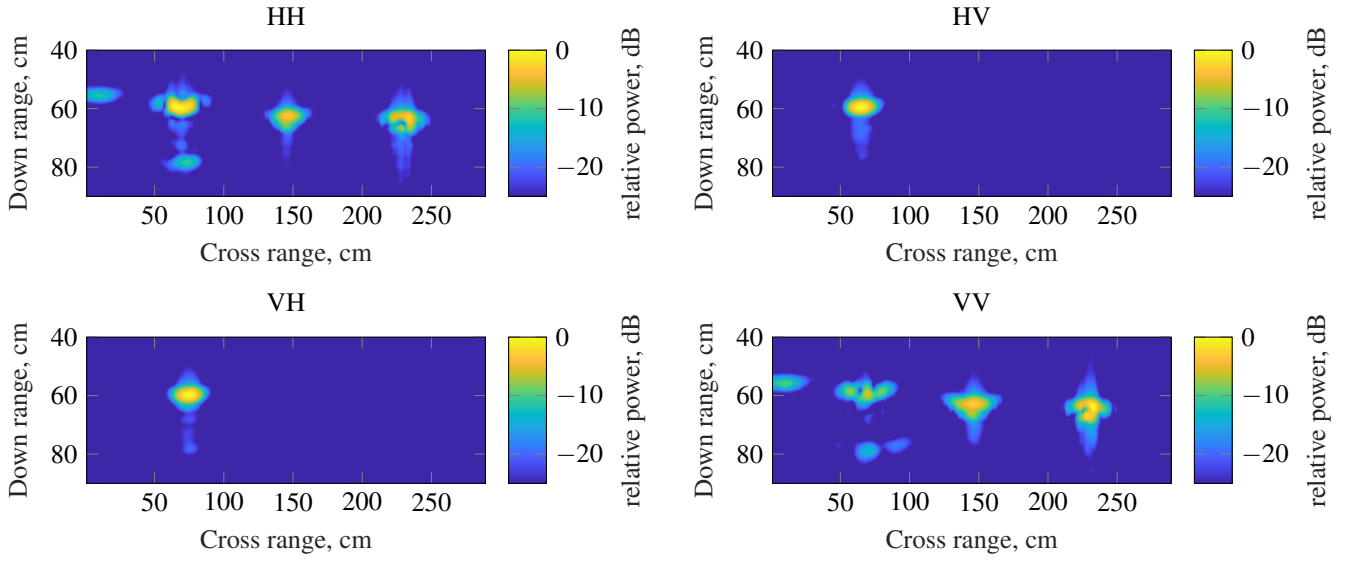 HH
40
60
80
Down range, cm
50 100 150 200 250
Cross range, cm
0
−10
−20
relative power, dB
HV
40
60
80
Down range, cm
50 100 150 200 250
Cross range, cm
0
−10
−20
relative power, dB
VH
40
60
80
Down range, cm
50 100 150 200 250
Cross range, cm
0
−10
−20
relative power, dB
VV
40
60
80
Down range, cm
50 100 150 200 250
Cross range, cm
0
−10
−20
relative power, dB